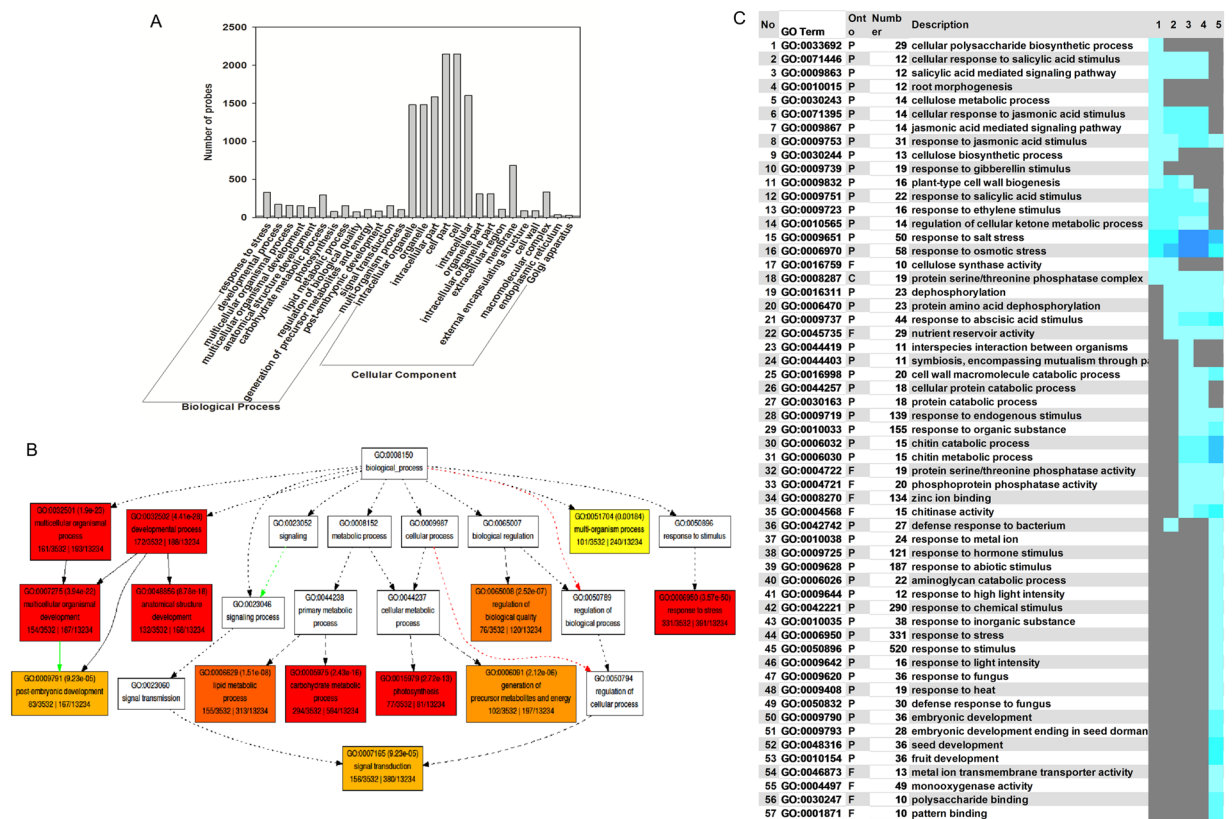 A
2500
2000
1500
1000
500
0
Number of probes
response to stress
developmental process
multicellular organismal process
multicellular organismal development
anatomical structure development
carbohydrate metabolic process
photosynthesis
lipid metabolic process
regulation of biological quality
generation of precursor metabolites and energy
post-embryonic development
signal transduction
multi-organism process
intracellular organelle
organelle
intracellular part
cell part
cell
intracellular
organelle part
intracellular organelle part
extracellular region
cell wall
external encapsulating structure
macromolecular complex
endoplasmic reticulum
Golgi apparatus
Biological Process
Cellular Component
B
GO:0008150
biological_process
GO:0032501 (1.9e-23)
multicellular organismal
process
181/3532 | 193/13234
GO:0032502 (4.41e-25)
developmental process
172/3532 | 186/13234
GO:0023052
signaling
GO:0008152
metabolic process
GO:0009987
cellular process
GO:0065007
biological regulation
GO:0051704 (0.00184)
multi-organism process
101/3532 | 240/13234
GO:0050896
response to stimulus
GO:0007275 (3.94e-22)
multicellular organismal
development
154/3532 | 167/13234
GO:0048856 (8.78e-18)
anatomical structure
development
132/3532 | 166/13234
GO:0023046
signaling process
GO:0044238
primary metabolic
process
GO:0044237
cellular metabolic
process
GO:0065008 (2.52e-07)
regulation of
biological quality
76/3532 | 120/13234
GO:0050789
regulation of
biological process
GO:0006950 (3.57e-50)
response to stress
331/3532 | 391/13234
GO:0009791 (9.23e-05)
post-embryonic development
83/3532 | 167/13234
GO:0023060
signal transmission
GO:0006629 (1.51e-08)
lipid metabolic
process
155/3532 | 313/13234
GO:0005975 (2.43e-16)
carbohydrate metabolic
process
294/3532 | 594/13234
GO:0015979 (2.73e-13)
photosynthesis
77/3532 | 91/13234
GO:0006091 (2.12e-06)
generation of
precursor metabolites and energy
102/3532 | 197/13234
GO:0050794
regulation of
cellular process
GO:0007165 (9.23e-05)
signal transduction
156/3532 | 380/13234
C
No GO Term Ont o Numb er Description 1 2 3 4 5
1 GO:0033692 P 29 cellular polysaccharide biosynthetic process
2 GO:0071446 P 12 cellular response to salicylic acid stimulus
3 GO:0009863 P 12 salicylic acid mediated signaling pathway
4 GO:0010015 P 12 root morphogenesis
5 GO:0030243 P 14 cellulose metabolic process
6 GO:0071395 P 14 cellular response to jasmonic acid stimulus
7 GO:0009867 P 14 jasmonic acid mediated signaling pathway
8 GO:0009753 P 31 response to jasmonic acid stimulus
9 GO:0030244 P 13 cellulose biosynthetic process
10 GO:0009739 P 19 response to gibberellin stimulus
11 GO:0009832 P 16 plant-type cell wall biogenesis
12 GO:0009751 P 22 response to salicylic acid stimulus
13 GO:0009723 P 16 response to ethylene stimulus
14 GO:0010565 P 14 regulation of cellular ketone metabolic process
15 GO:0009651 P 50 response to salt stress
16 GO:0006970 P 58 response to osmotic stress
17 GO:0016759 F 10 cellulose synthase activity
18 GO:0008287 C 19 protein serine/threonine phosphatase complex
19 GO:0016311 P 23 dephosphorylation
20 GO:0006470 P 23 protein amino acid dephosphorylation
21 GO:0009737 P 44 response to abscisic acid stimulus
22 GO:0045735 F 29 nutrient reservoir activity
23 GO:0044419 P 11 interspecies interaction between organisms
24 GO:0044403 P 11 symbiosis, encompassing mutualism through pa
25 GO:0016998 P 20 cell wall macromolecule catabolic process
26 GO:0044257 P 18 cellular protein catabolic process
27 GO:0030163 P 18 protein catabolic process
28 GO:0009719 P 139 response to endogenous stimulus
29 GO:0010033 P 155 response to organic substance
30 GO:0006032 P 15 chitin catabolic process
31 GO:0006030 P 15 chitin metabolic process
32 GO:0004722 F 19 protein serine/threonine phosphatase activity
33 GO:0004721 F 20 phosphoprotein phosphatase activity
34 GO:0008270 F 134 zinc ion binding
35 GO:0004568 F 15 chitinase activity
36 GO:0042742 P 27 defense response to bacterium
37 GO:0010038 P 24 response to metal ion
38 GO:0009725 P 121 response to hormone stimulus
39 GO:0009628 P 187 response to abiotic stimulus
40 GO:0006026 P 22 aminoglycan catabolic process
41 GO:0009644 P 12 response to high light intensity
42 GO:0042221 P 290 response to chemical stimulus
43 GO:0010035 P 38 response to inorganic substance
44 GO:0006950 P 331 response to stress
45 GO:0050896 P 520 response to stimulus
46 GO:0009642 P 16 response to light intensity
47 GO:0009620 P 36 response to fungus
48 GO:0009408 P 19 response to heat
49 GO:0050832 P 30 defense response to fungus
50 GO:0009790 P 36 embryonic development
51 GO:0009793 P 28 embryonic development ending in seed dorman
52 GO:0048316 P 36 seed development
53 GO:0010154 P 36 fruit development
54 GO:0046873 F 13 metal ion transmembrane transporter activity
55 GO:0004497 F 49 monooxygenase activity
56 GO:0030247 F 10 polysaccharide binding
57 GO:0001871 F 10 pattern binding